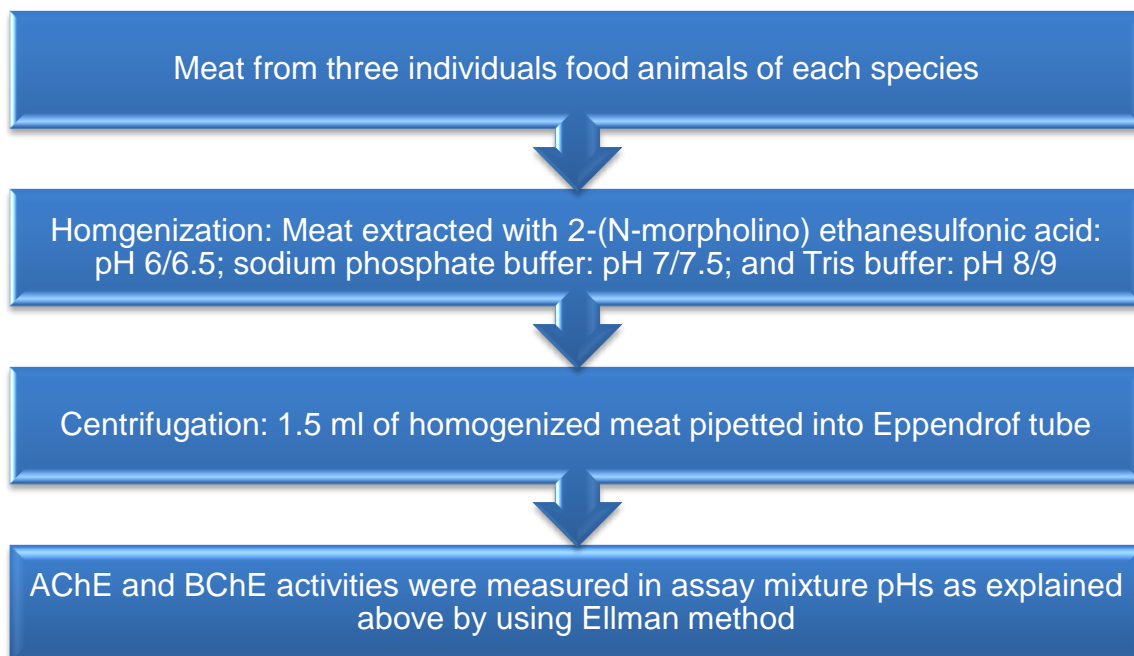 Meat from three individuals food animals of each species
Homgenization: Meat extracted with 2-(N-morpholino) ethanesulfonic acid:
pH 6/6.5; sodium phosphate buffer: pH 7/7.5; and Tris buffer: pH 8/9
Centrifugation: 1.5 ml of homogenized meat pipetted into Eppendrof tube
AChE and BChE activities were measured in assay mixture pHs as explained
above by using Ellman method